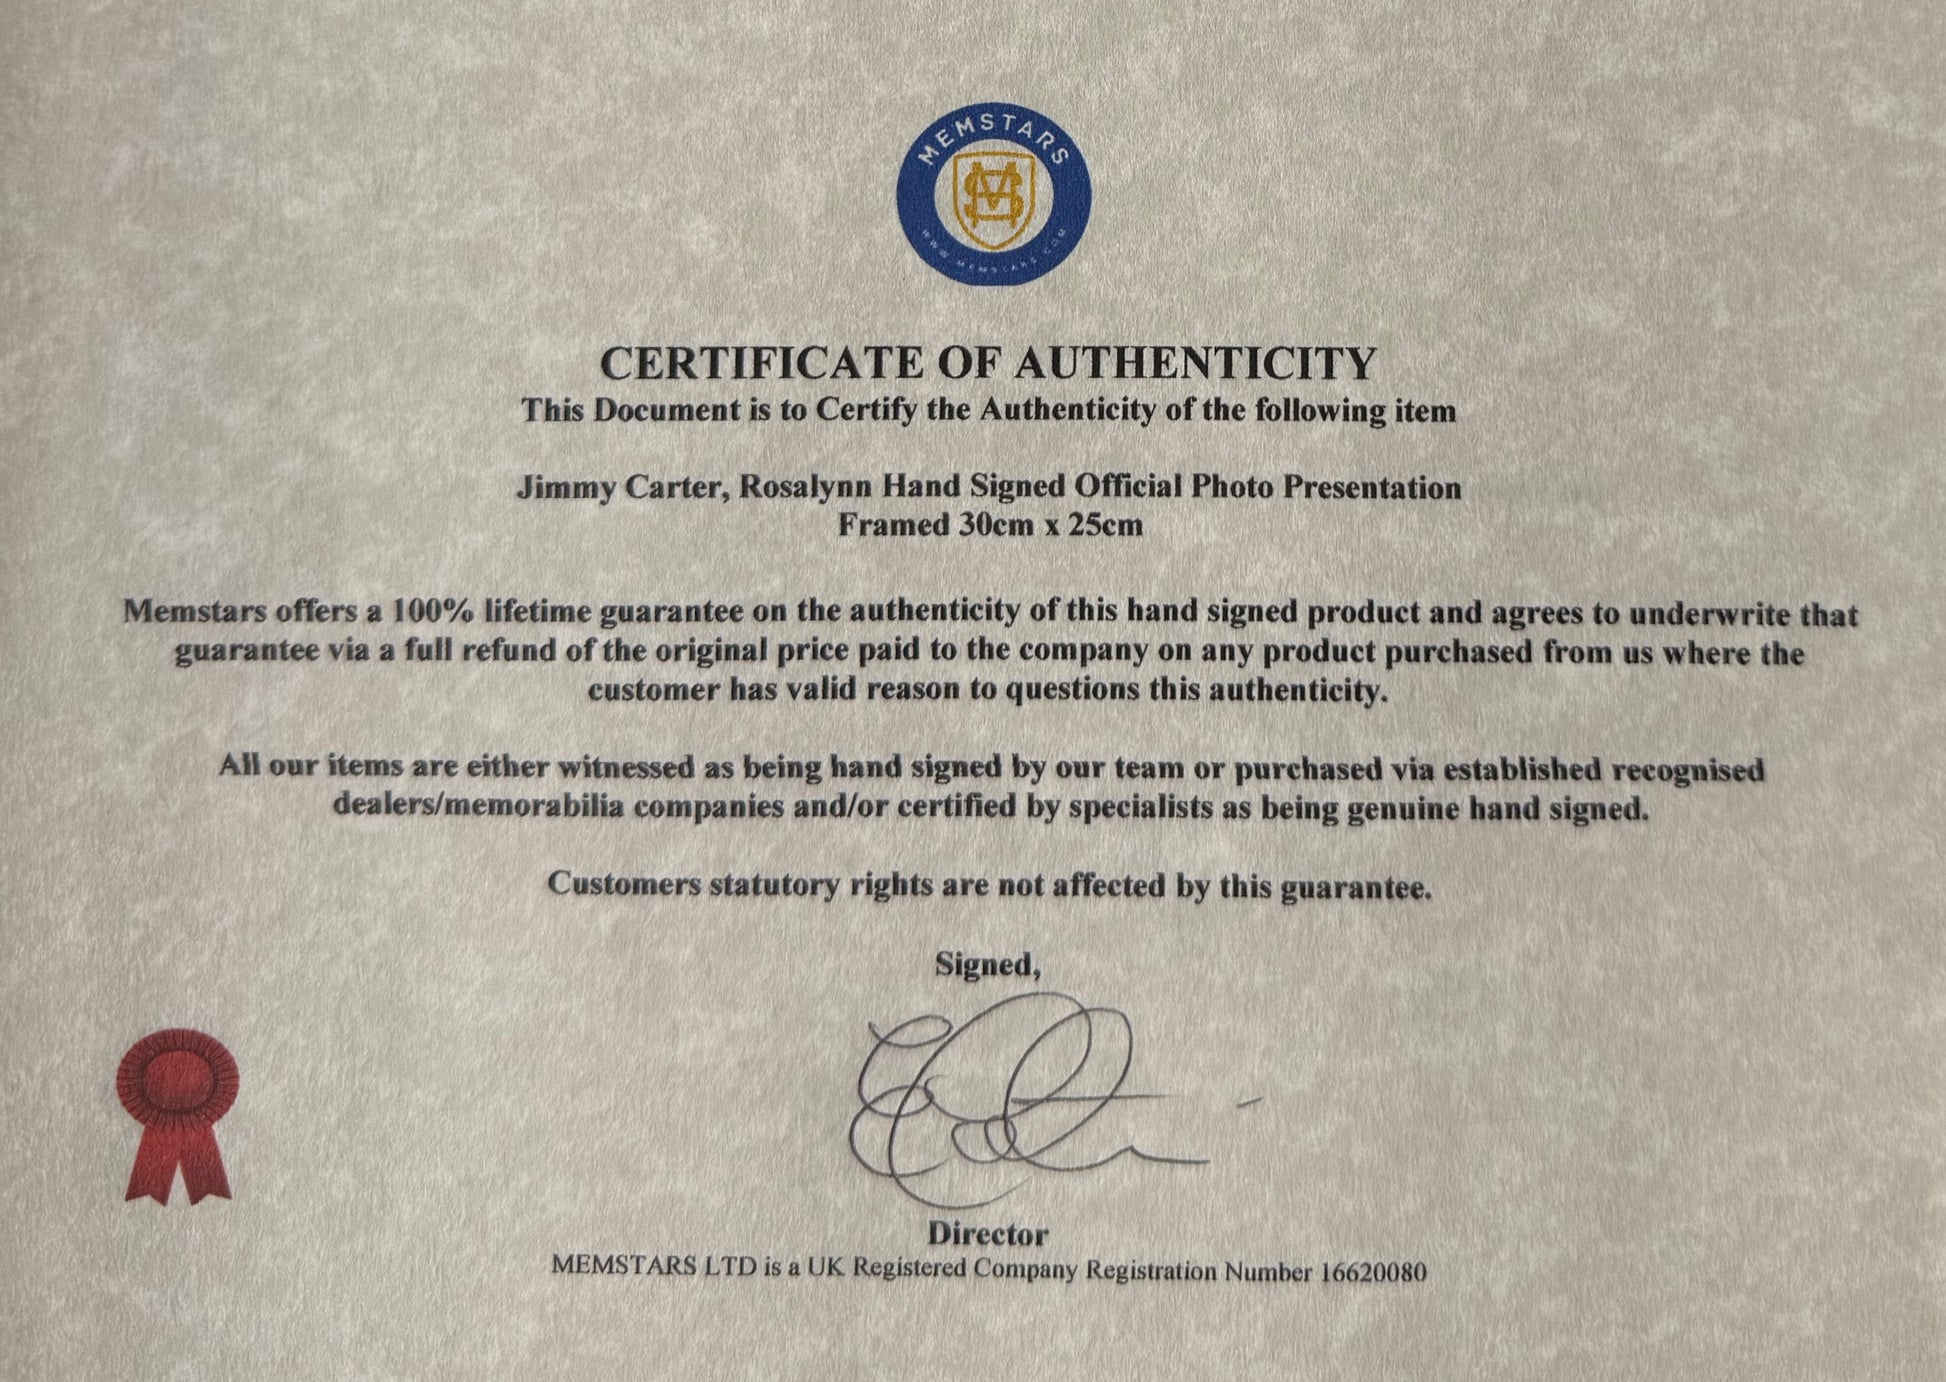 MEMSTARS
MS
WWW.MEMSTARS.COM
CERTIFICATE OF AUTHENTICITY
This Document is to Certify the Authenticity of the following item
Jimmy Carter, Rosalynn Hand Signed Official Photo Presentation
Framed 30cm x 25cm
Memstars offers a 100% lifetime guarantee on the authenticity of this hand signed product and agrees to underwrite that
guarantee via a full refund of the original price paid to the company on any product purchased from us where the
customer has valid reason to questions this authenticity.
All our items are either witnessed as being hand signed by our team or purchased via established recognised
dealers/memorabilia companies and/or certified by specialists as being genuine hand signed.
Customers statutory rights are not affected by this guarantee.
Signed,
Director
MEMSTARS LTD is a UK Registered Company Registration Number 16620080